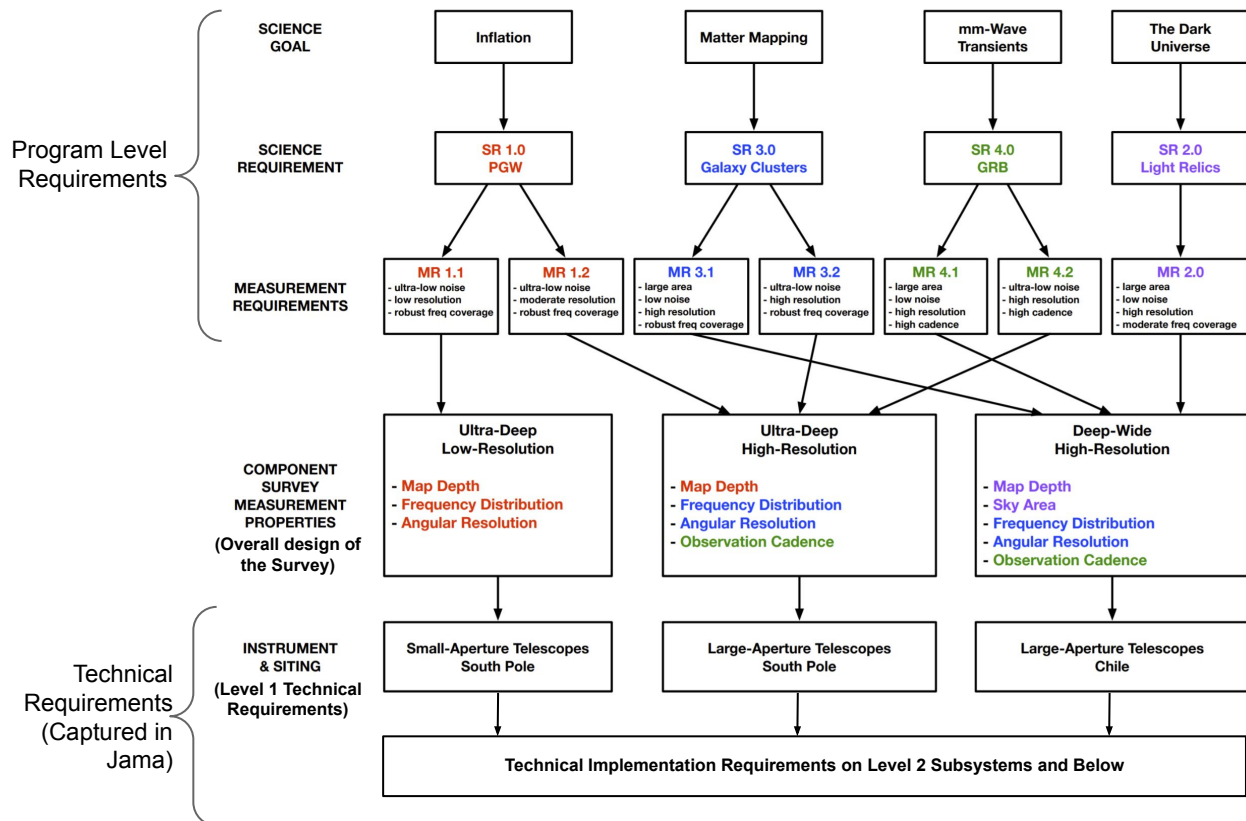 SCIENCE
GOAL
Inflation
Matter Mapping
mm-Wave
Transients
The Dark
Universe
Program Level
Requirements
SCIENCE
REQUIREMENT
SR 1.0
PGW
SR 3.0
Galaxy Clusters
SR 4.0
GRB
SR 2.0
Light Relics
MEASUREMENT
REQUIREMENTS
MR 1.1
- ultra-low noise
- low resolution
- robust freq coverage
MR 1.2
- ultra-low noise
- moderate resolution
- robust freq coverage
MR 3.1
- large area
- low noise
- high resolution
- robust freq coverage
MR 3.2
- ultra-low noise
- high resolution
- robust freq coverage
MR 4.1
- large area
- low noise
- high resolution
- high cadence
MR 4.2
- ultra-low noise
- high resolution
- high cadence
MR 2.0
- large area
- low noise
- high resolution
- moderate freq coverage
COMPONENT
SURVEY
MEASUREMENT
PROPERTIES
(Overall design of
the Survey)
Ultra-Deep
Low-Resolution
- Map Depth
- Frequency Distribution
- Angular Resolution
Ultra-Deep
High-Resolution
- Map Depth
- Frequency Distribution
- Angular Resolution
- Observation Cadence
Deep-Wide
High-Resolution
- Map Depth
- Sky Area
- Frequency Distribution
- Angular Resolution
- Observation Cadence
Technical
Requirements
(Captured in
Jama)
INSTRUMENT
& SITING
(Level 1 Technical
Requirements)
Small-Aperture Telescopes
South Pole
Large-Aperture Telescopes
South Pole
Large-Aperture Telescopes
Chile
Technical Implementation Requirements on Level 2 Subsystems and Below